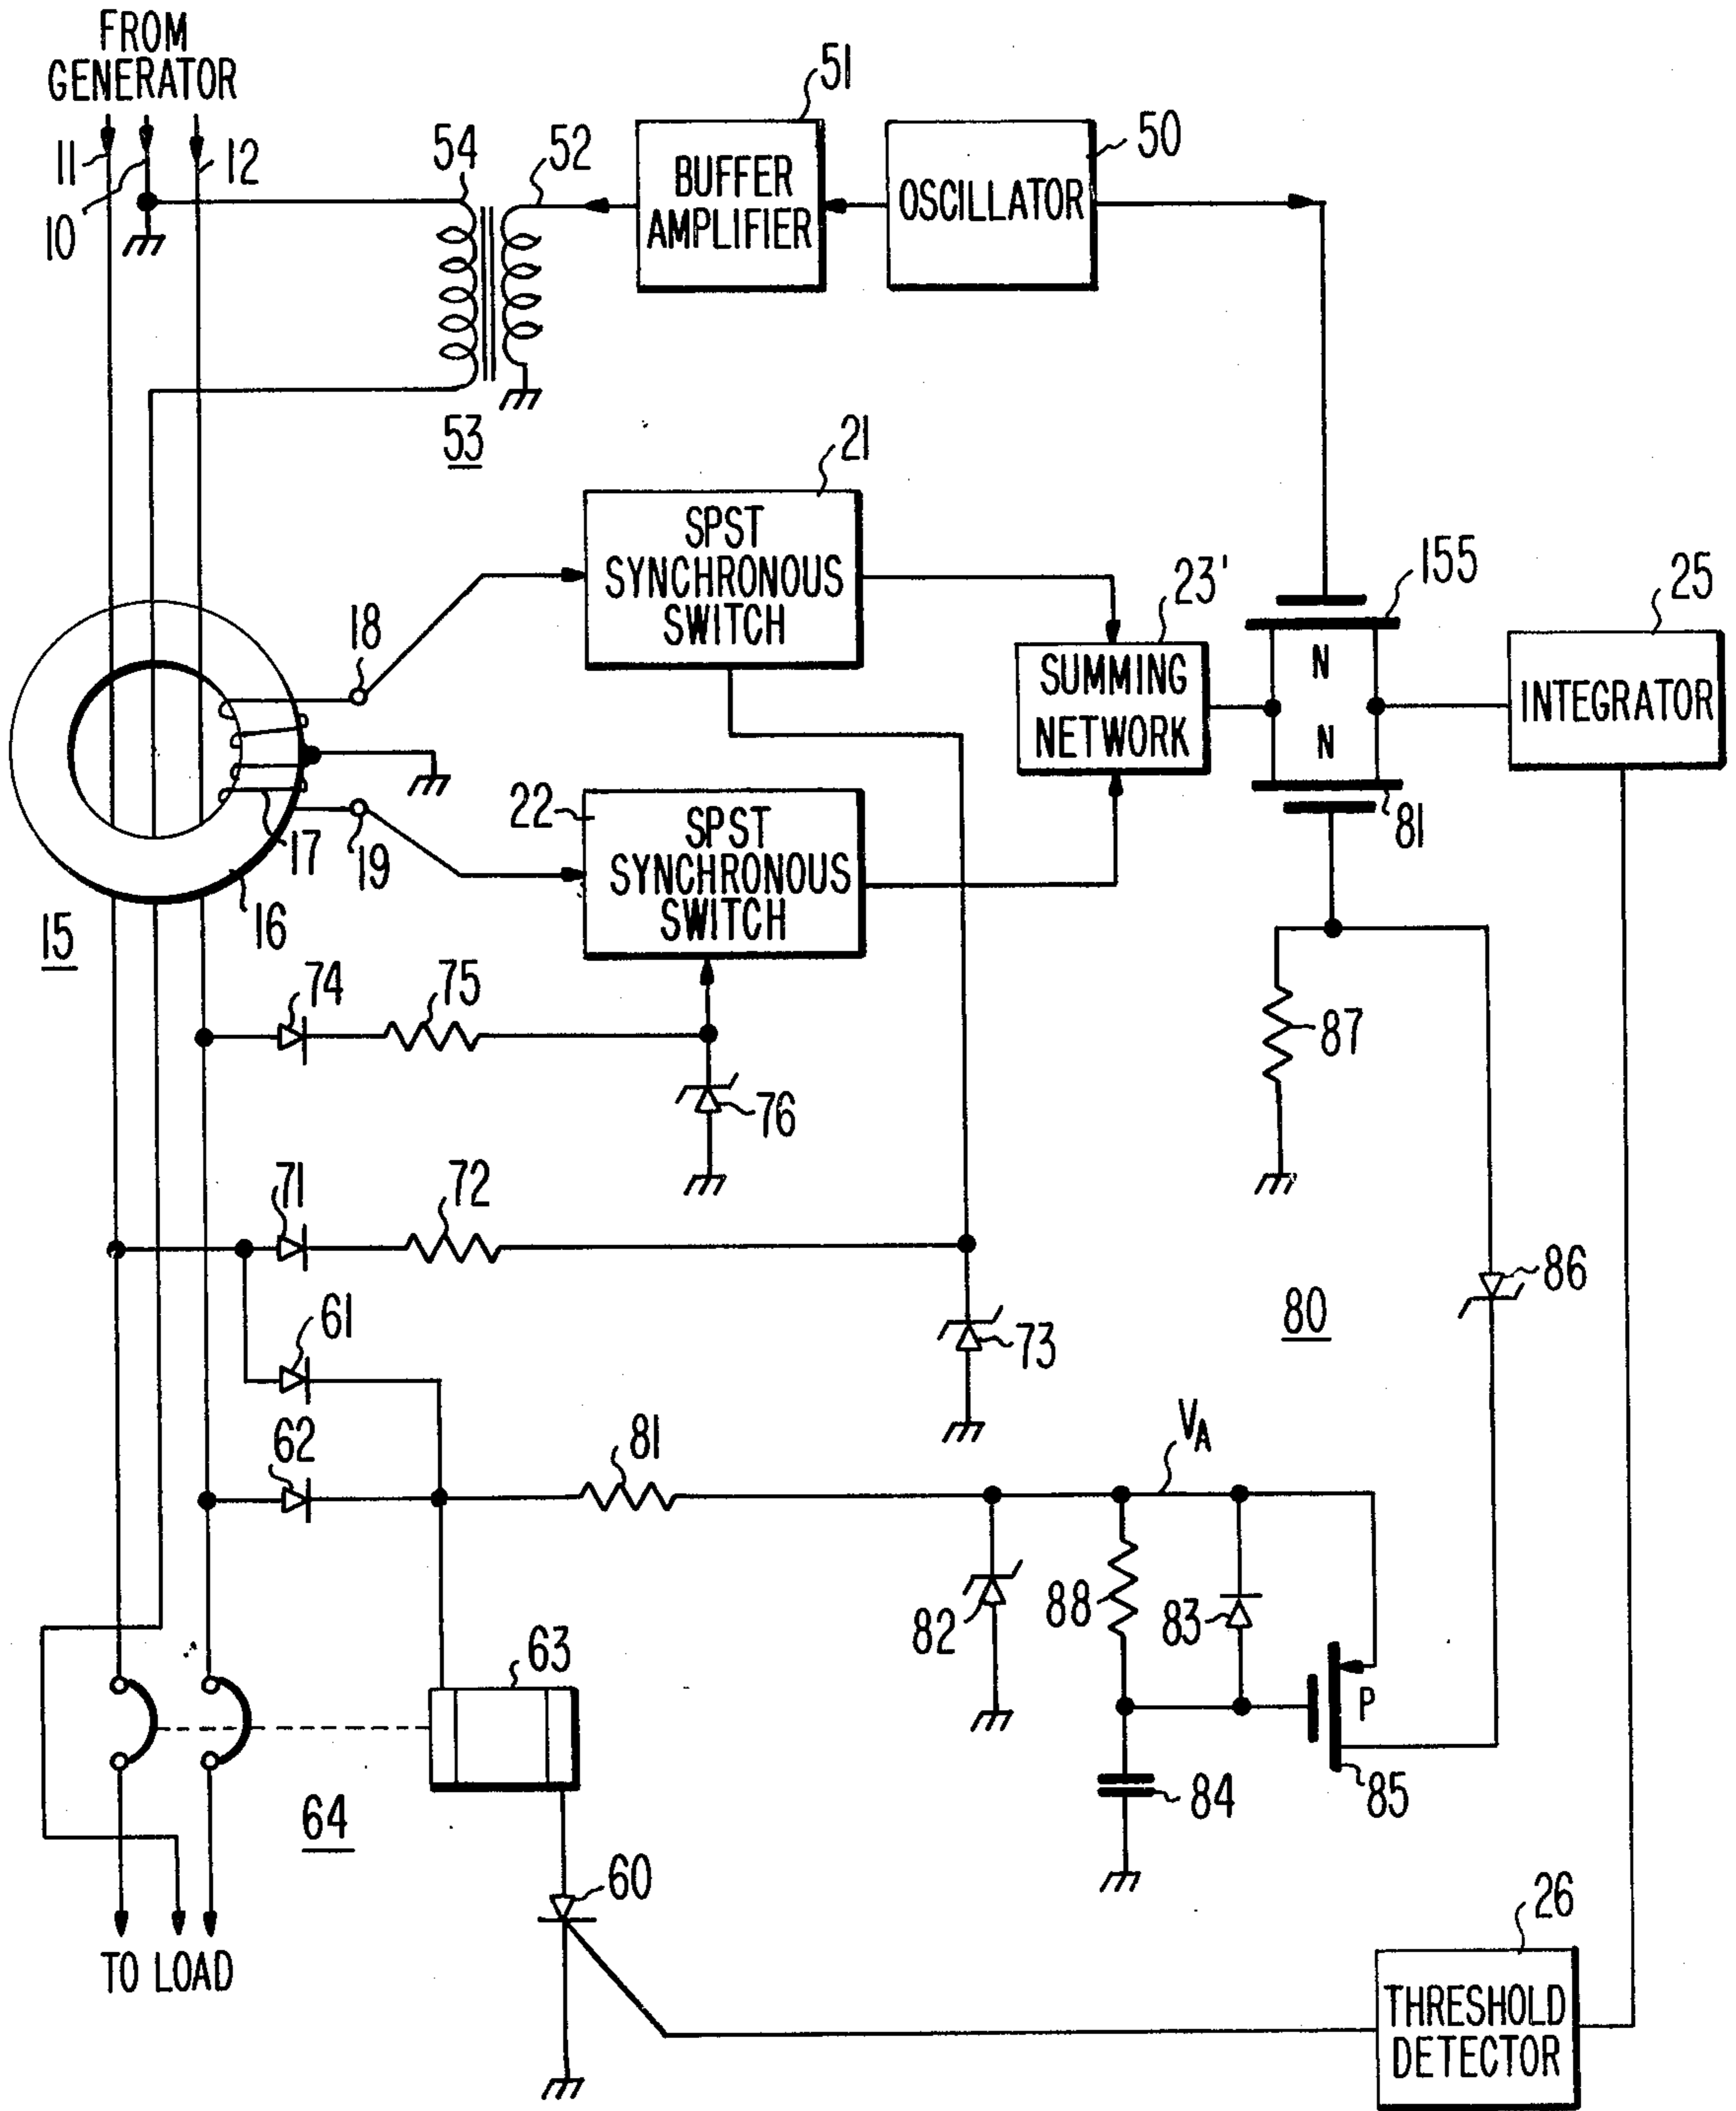 FROM
GENERATOR
11
10
12
54
52
51
BUFFER
AMPLIFIER
50
OSCILLATOR
53
21
SPST
SYNCHRONOUS
SWITCH
18
23'
SUMMING
NETWORK
155
N
N
81
25
INTEGRATOR
22
SPST
SYNCHRONOUS
SWITCH
17
19
16
15
74
75
76
87
71
72
73
86
80
61
62
81
VA
82
88
83
P
85
84
63
64
60
TO LOAD
26
THRESHOLD
DETECTOR